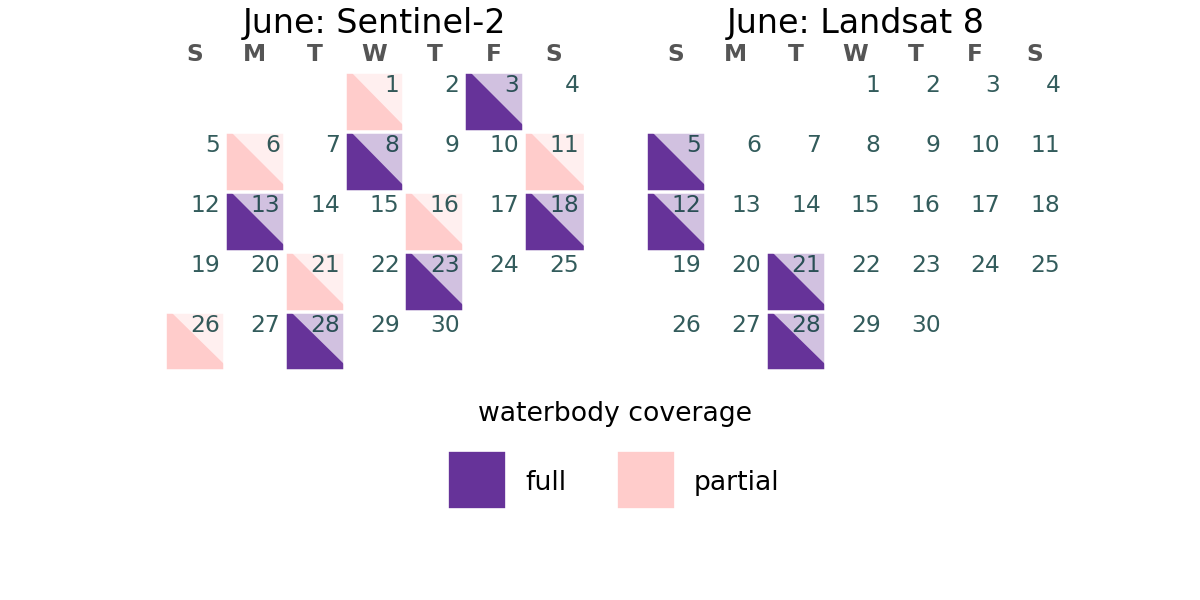 June: Sentinel-2
S M T W T F S
1 2 3 4
5 6 7 8 9 10 11
12 13 14 15 16 17 18
19 20 21 22 23 24 25
26 27 28 29 30
June: Landsat 8
S M T W T F S
1 2 3 4
5 6 7 8 9 10 11
12 13 14 15 16 17 18
19 20 21 22 23 24 25
26 27 28 29 30
waterbody coverage
full partial